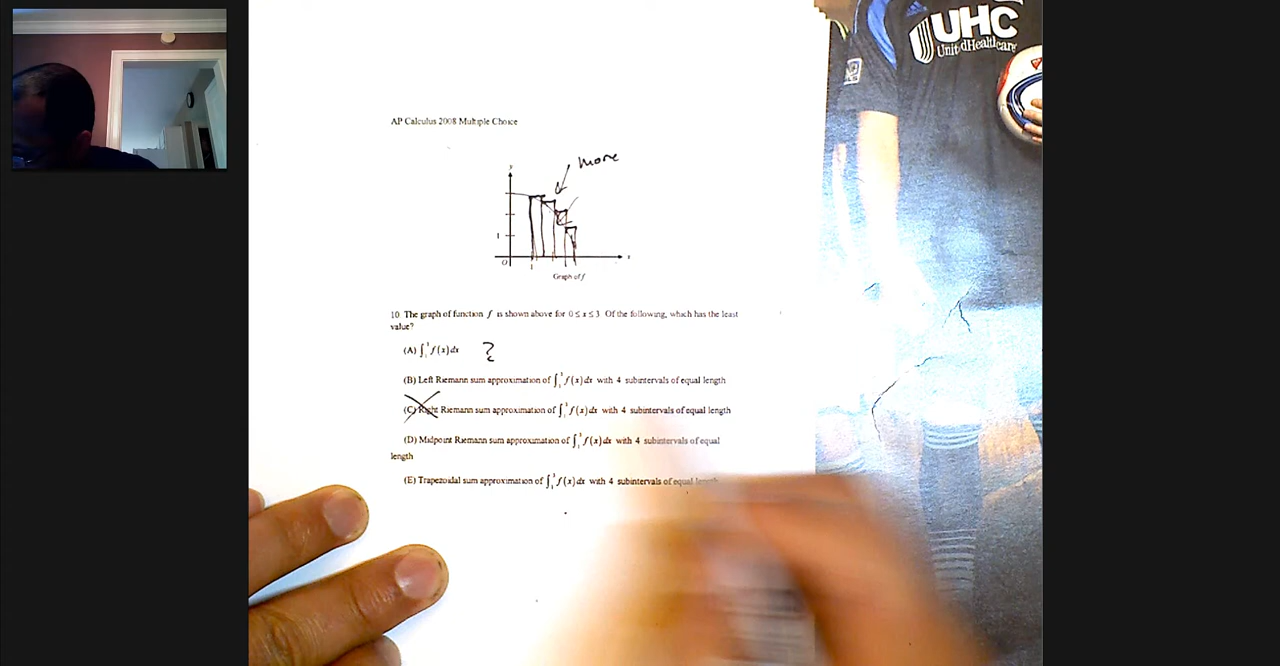 UHC
UnitedHealthcare
AP Calculus 2008 Multiple Choice
more
y
1
O
1
x
Graph of f
10 The graph of function f is shown above for 0 ≤ x ≤ 3 Of the following, which has the least
value?
(A) ∫₁³ f(x) dx ?
(B) Left Riemann sum approximation of ∫₁³ f(x) dx with 4 subintervals of equal length
(C) Right Riemann sum approximation of ∫₁³ f(x) dx with 4 subintervals of equal length
(D) Midpoint Riemann sum approximation of ∫₁³ f(x) dx with 4 subintervals of equal
length
(E) Trapezoidal sum approximation of ∫₁³ f(x) dx with 4 subintervals of equal length